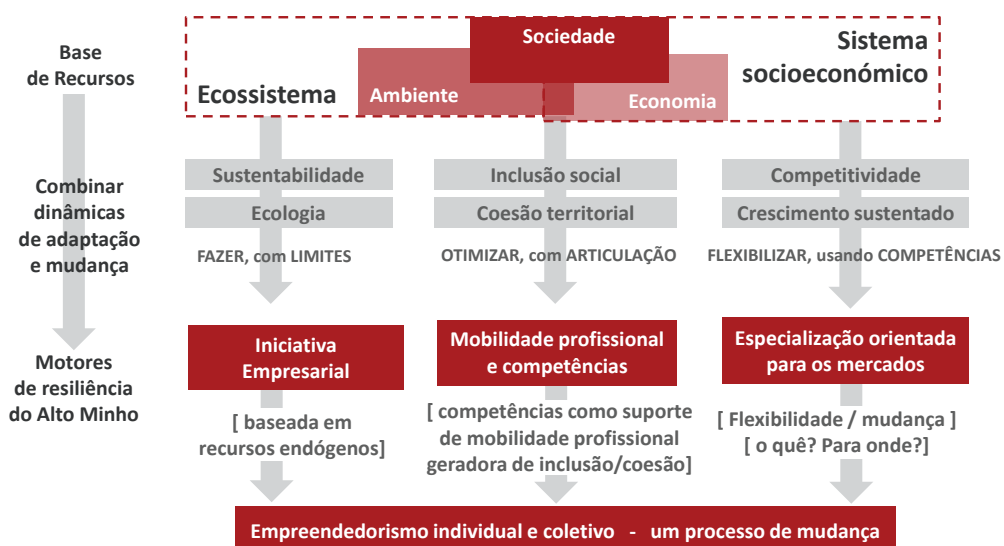 Base
de Recursos
Sociedade
Sistema
socioeconómico
Ecossistema
Ambiente
Economia
Combinar
dinâmicas
de adaptação
e mudança
Sustentabilidade
Inclusão social
Competitividade
Ecologia
Coesão territorial
Crescimento sustentado
FAZER, com LIMITES
OTIMIZAR, com ARTICULAÇÃO
FLEXIBILIZAR, usando COMPETÊNCIAS
Motores
de resiliência
do Alto Minho
Iniciativa
Empresarial
Mobilidade profissional
e competências
Especialização orientada
para os mercados
[ baseada em
recursos endógenos]
[ competências como suporte
de mobilidade profissional
geradora de inclusão/coesão]
[ Flexibilidade / mudança ]
[ o quê? Para onde?]
Empreendedorismo individual e coletivo - um processo de mudança